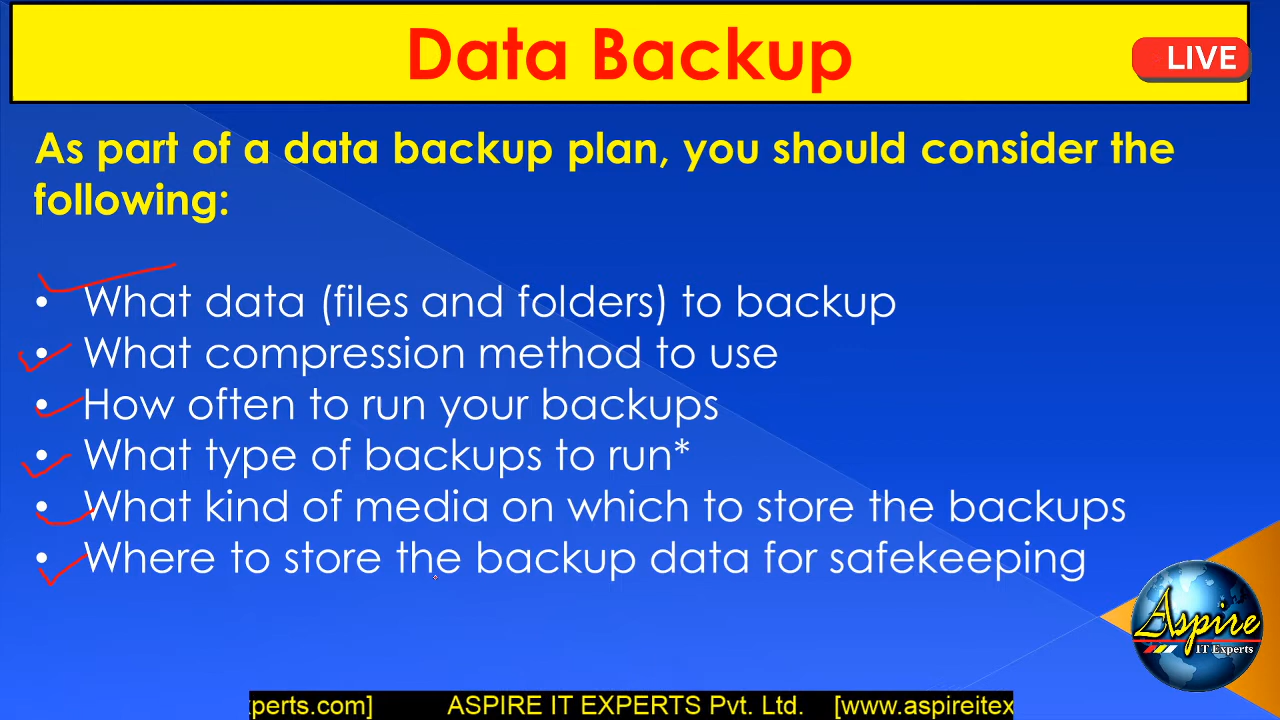 Data Backup
LIVE
As part of a data backup plan, you should consider the
following:
• What data (files and folders) to backup
• What compression method to use
• How often to run your backups
• What type of backups to run*
• What kind of media on which to store the backups
• Where to store the backup data for safekeeping
Aspire
IT Experts
perts.com] ASPIRE IT EXPERTS Pvt. Ltd. [www.aspireitex